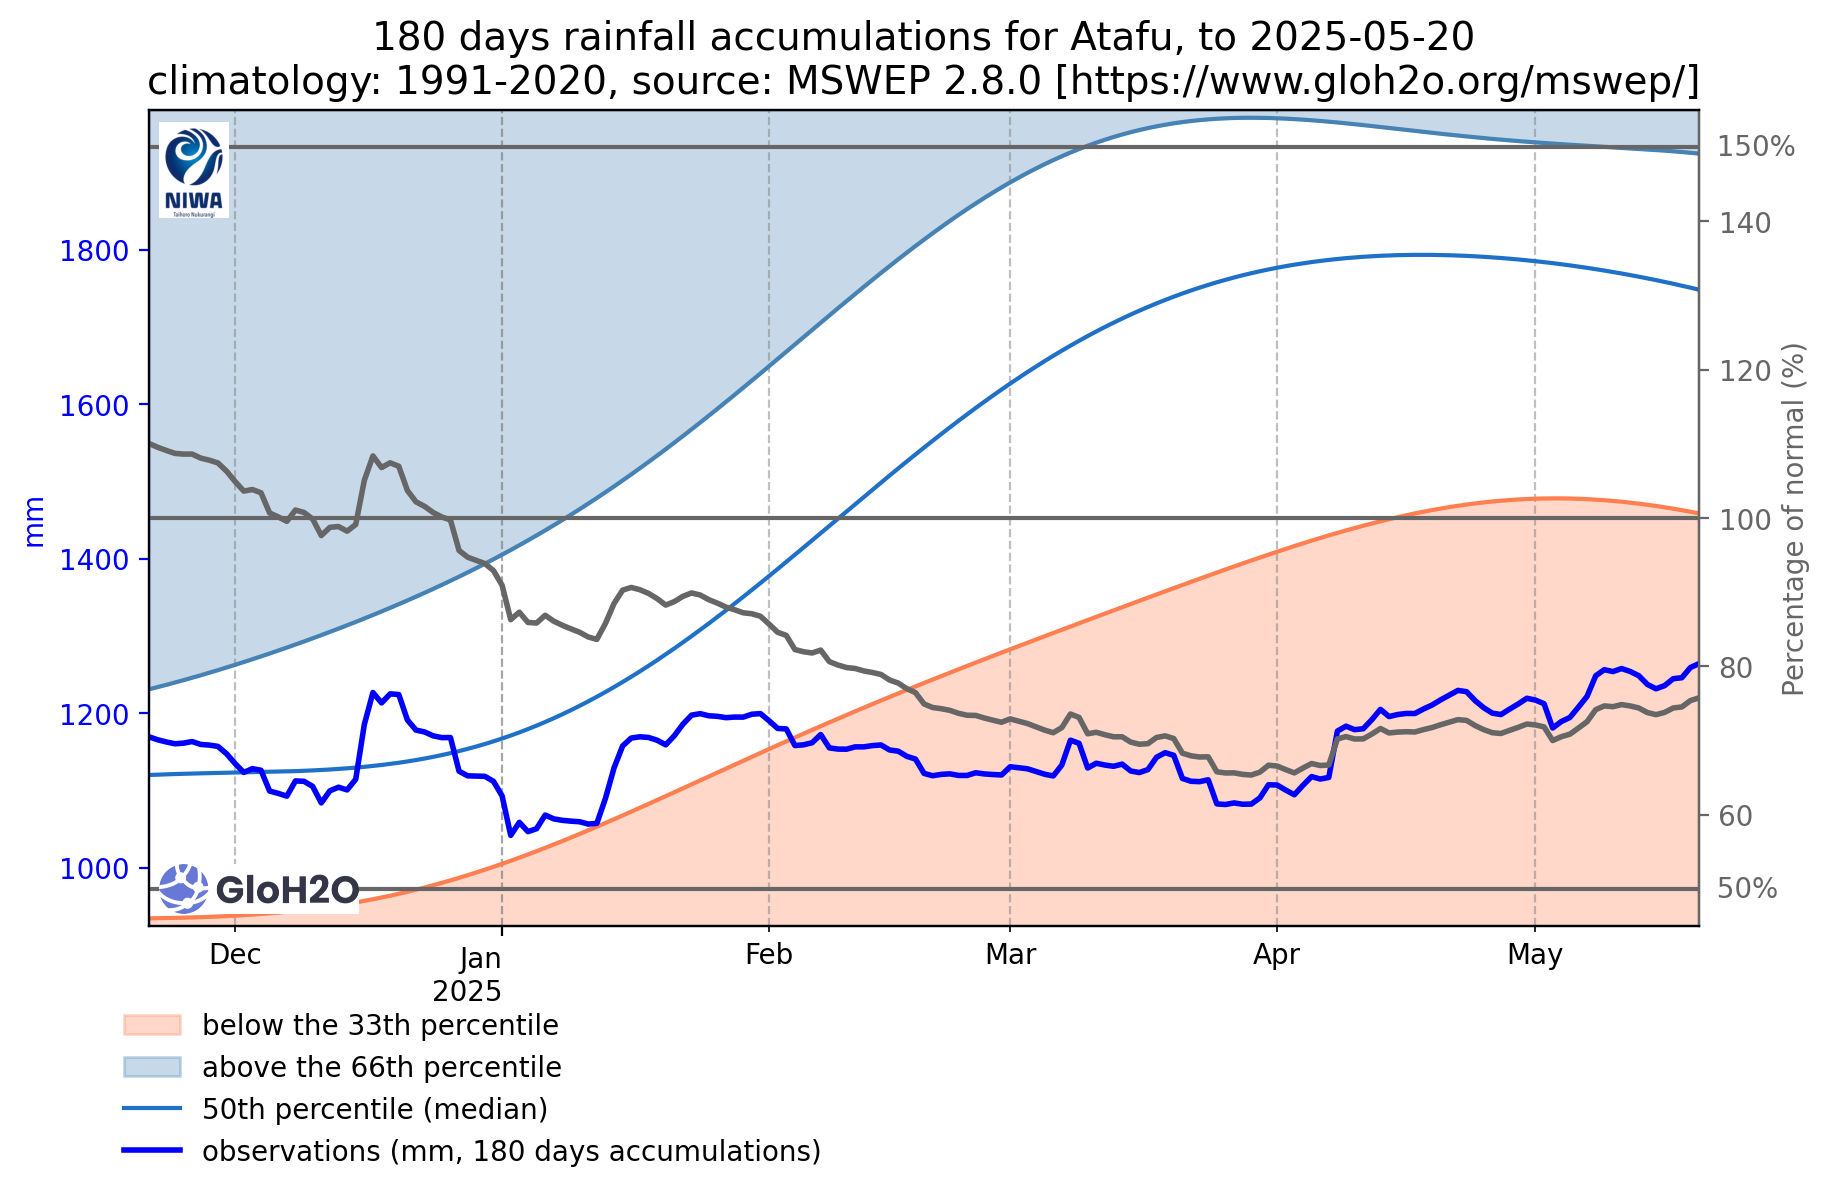 180 days rainfall accumulations for Atafu, to 2025-05-20
climatology: 1991-2020, source: MSWEP 2.8.0 [https://www.gloh2o.org/mswep/]
NIWA
Taihoro Nukurangi
mm
1800
1600
1400
1200
1000
150%
140
120
100
80
60
50%
Percentage of normal (%)
GloH2O
Dec
Jan
2025
Feb
Mar
Apr
May
below the 33th percentile
above the 66th percentile
50th percentile (median)
observations (mm, 180 days accumulations)